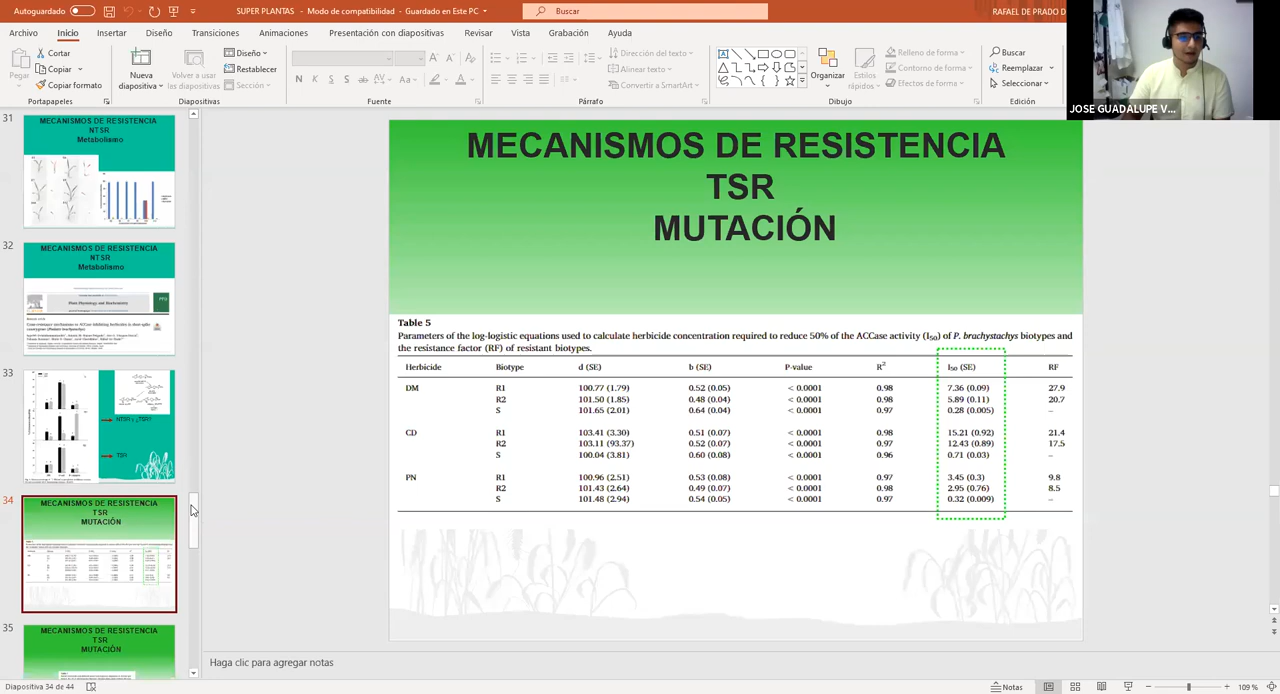 Autoguardado
SUPER PLANTAS - Modo de compatibilidad - Guardado en Este PC
Buscar
RAFAEL DE PRADO D
Archivo Inicio Insertar Diseño Transiciones Animaciones Presentación con diapositivas Revisar Vista Grabación Ayuda
Pegar
Cortar
Copiar
Copiar formato
Portapapeles
Nueva diapositiva
Volver a usar las diapositivas
Diseño
Restablecer
Sección
Diapositivas
N K S S ab AV Aa A
Fuente
Párrafo
Dirección del texto
Alinear texto
Convertir a SmartArt
Organizar
Estilos rápidos
Relleno de forma
Contorno de forma
Efectos de forma
Dibujo
Buscar
Reemplazar
Seleccionar
Edición
JOSE GUADALUPE V...
31
MECANISMOS DE RESISTENCIA
NTSR
Metabolismo
32
MECANISMOS DE RESISTENCIA
NTSR
Metabolismo
Plant Physiology and Biochemistry
33
TSR
34
MECANISMOS DE RESISTENCIA
TSR
MUTACIÓN
35
MECANISMOS DE RESISTENCIA
TSR
MUTACIÓN
MECANISMOS DE RESISTENCIA
TSR
MUTACIÓN
Table 5
Parameters of the log-logistic equations used to calculate herbicide concentration required to reduce 50% of the ACCase activity (I50) of P. brachystachys biotypes and
the resistance factor (RF) of resistant biotypes.
Herbicide Biotype d (SE) b (SE) P-value R2 I50 (SE) RF
DM R1 100.77 (1.79) 0.52 (0.05) < 0.0001 0.98 7.36 (0.09) 27.9
R2 101.50 (1.85) 0.48 (0.04) < 0.0001 0.98 5.89 (0.11) 20.7
S 101.65 (2.01) 0.64 (0.04) < 0.0001 0.97 0.28 (0.005) –
CD R1 103.41 (3.30) 0.51 (0.07) < 0.0001 0.98 15.21 (0.92) 21.4
R2 103.11 (93.37) 0.52 (0.07) < 0.0001 0.97 12.43 (0.89) 17.5
S 100.04 (3.81) 0.60 (0.08) < 0.0001 0.96 0.71 (0.03) –
PN R1 100.96 (2.51) 0.53 (0.08) < 0.0001 0.97 3.45 (0.3) 9.8
R2 101.43 (2.64) 0.49 (0.07) < 0.0001 0.98 2.95 (0.76) 8.5
S 101.48 (2.94) 0.54 (0.05) < 0.0001 0.97 0.32 (0.009) –
Haga clic para agregar notas
Diapositiva 34 de 44
Notas
109 %